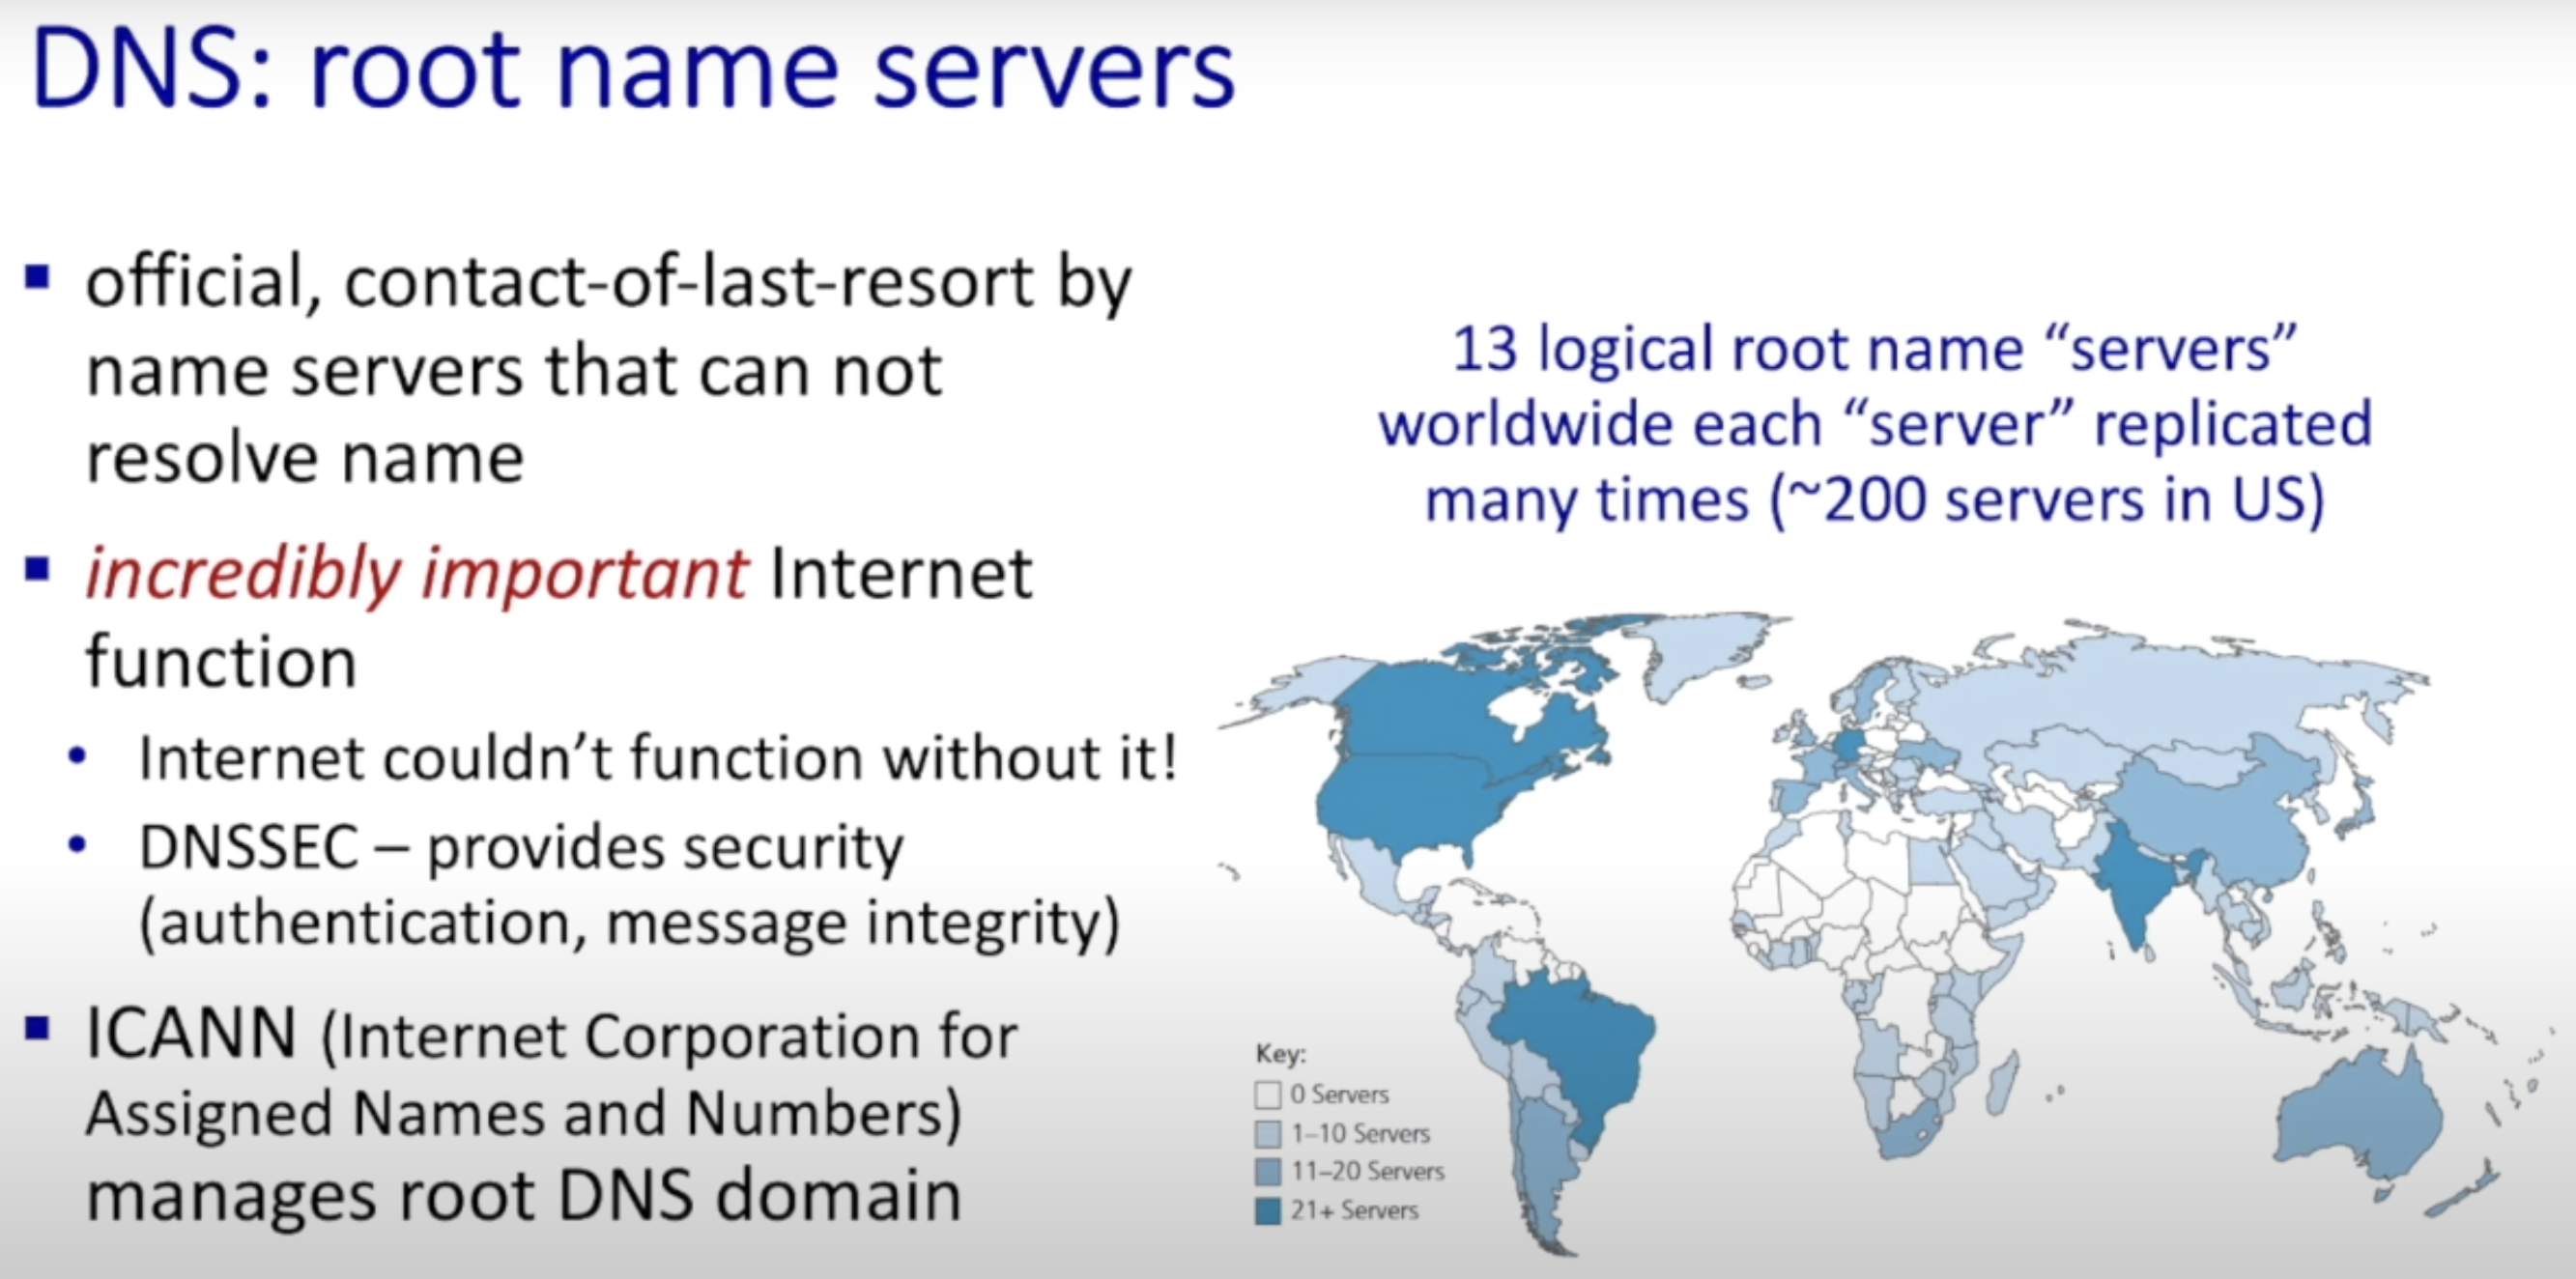 DNS: root name servers
official, contact-of-last-resort by
name servers that can not
resolve name
incredibly important Internet
function
Internet couldn't function without it!
DNSSEC – provides security
(authentication, message integrity)
ICANN (Internet Corporation for
Assigned Names and Numbers)
manages root DNS domain
13 logical root name “servers”
worldwide each “server” replicated
many times (~200 servers in US)
Key:
0 Servers
1–10 Servers
11–20 Servers
21+ Servers